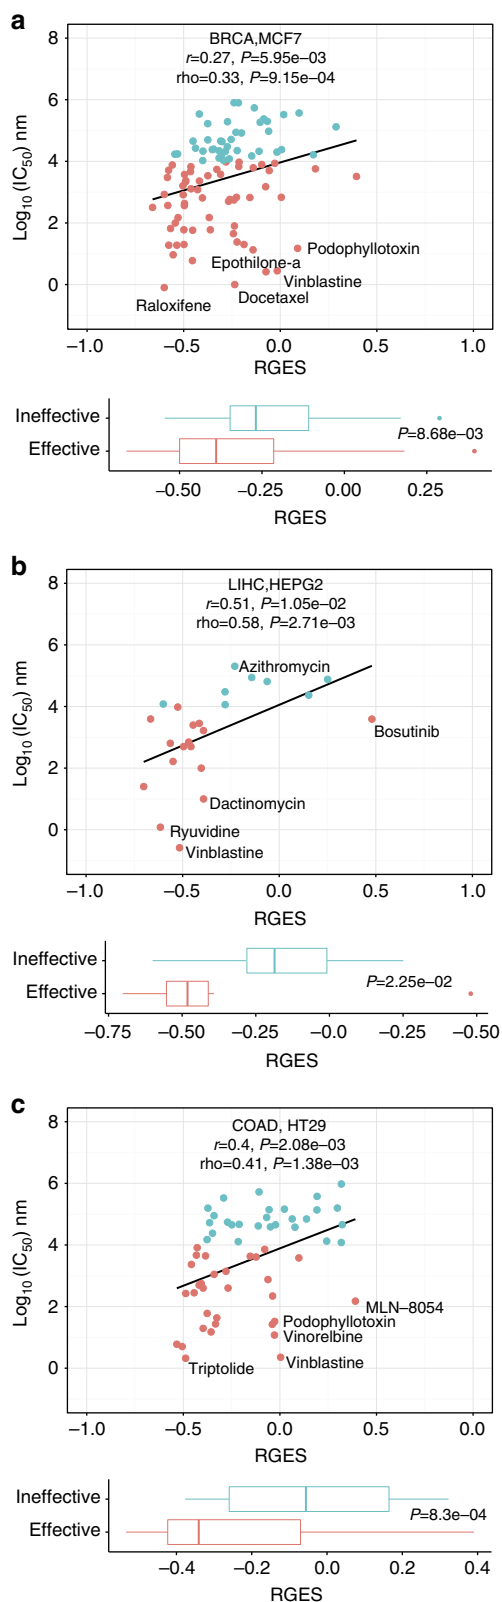 a
BRCA,MCF7
r=0.27, P=5.95e−03
rho=0.33, P=9.15e−04
8
6
4
2
0
Log10 (IC50) nm
Podophyllotoxin
Epothilone-a
Vinblastine
Docetaxel
Raloxifene
−1.0 −0.5 0.0 0.5 1.0
RGES
Ineffective
Effective
P=8.68e−03
−0.50 −0.25 0.00 0.25
RGES
b
LIHC,HEPG2
r=0.51, P=1.05e−02
rho=0.58, P=2.71e−03
8
6
4
2
0
Log10 (IC50) nm
Azithromycin
Bosutinib
Dactinomycin
Ryuvidine
Vinblastine
−1.0 −0.5 0.0 0.5 1.0
RGES
Ineffective
Effective
P=2.25e−02
−0.75 −0.50 −0.25 −0.0 −0.25 −0.50
RGES
c
COAD, HT29
r=0.4, P=2.08e−03
rho=0.41, P=1.38e−03
8
6
4
2
0
Log10 (IC50) nm
MLN−8054
Podophyllotoxin
Vinorelbine
Vinblastine
Triptolide
−1.0 −0.5 0.0 0.5 0.0
RGES
Ineffective
Effective
P=8.3e−04
−0.4 −0.2 0.0 0.2 0.4
RGES